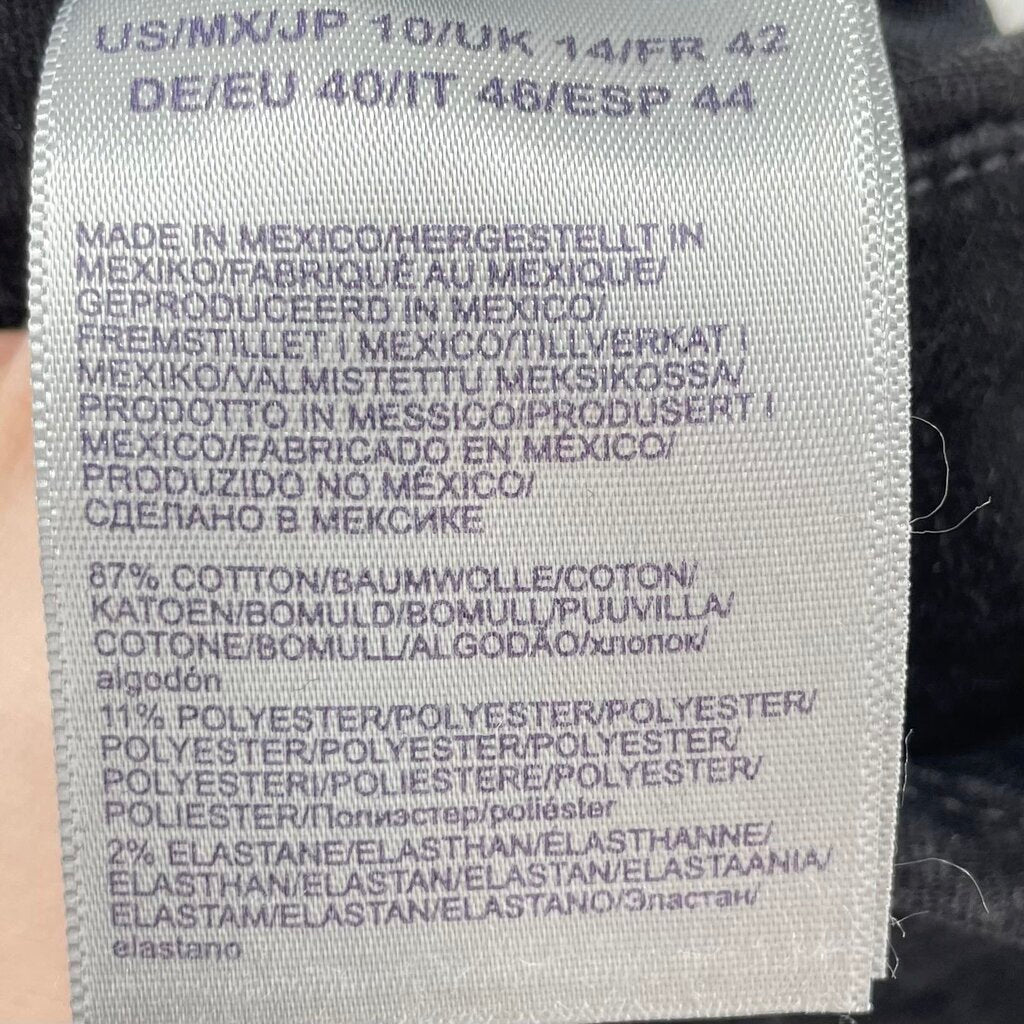 US/MX/JP 10/UK 14/FR 42
DE/EU 40/IT 46/ESP 44
MADE IN MEXICO/HERGESTELLT IN
MEXIKO/FABRIQUÉ AU MEXIQUE/
GEPRODUCEERD IN MEXICO/
FREMSTILLET I MEXICO/TILLVERKAT I
MEXIKO/VALMISTETTU MEKSIKOSSA/
PRODOTTO IN MESSICO/PRODUSERT I
MEXICO/FABRICADO EN MÉXICO/
PRODUZIDO NO MÉXICO/
СДЕЛАНО В МЕКСИКЕ
87% COTTON/BAUMWOLLE/COTON/
KATOEN/BOMULD/BOMULL/PUUVILLA/
COTONE/BOMULL/ALGODÃO/хлопок/
algodón
11% POLYESTER/POLYESTER/POLYESTER/
POLYESTER/POLYESTER/POLYESTER/
POLYESTERI/POLIESTERE/POLYESTER/
POLIESTER/Полиэстер/poliéster
2% ELASTANE/ELASTHAN/ELASTHANNE/
ELASTHAN/ELASTAN/ELASTAN/ELASTAANIA/
ELASTAM/ELASTAN/ELASTANO/Эластан/
elastano